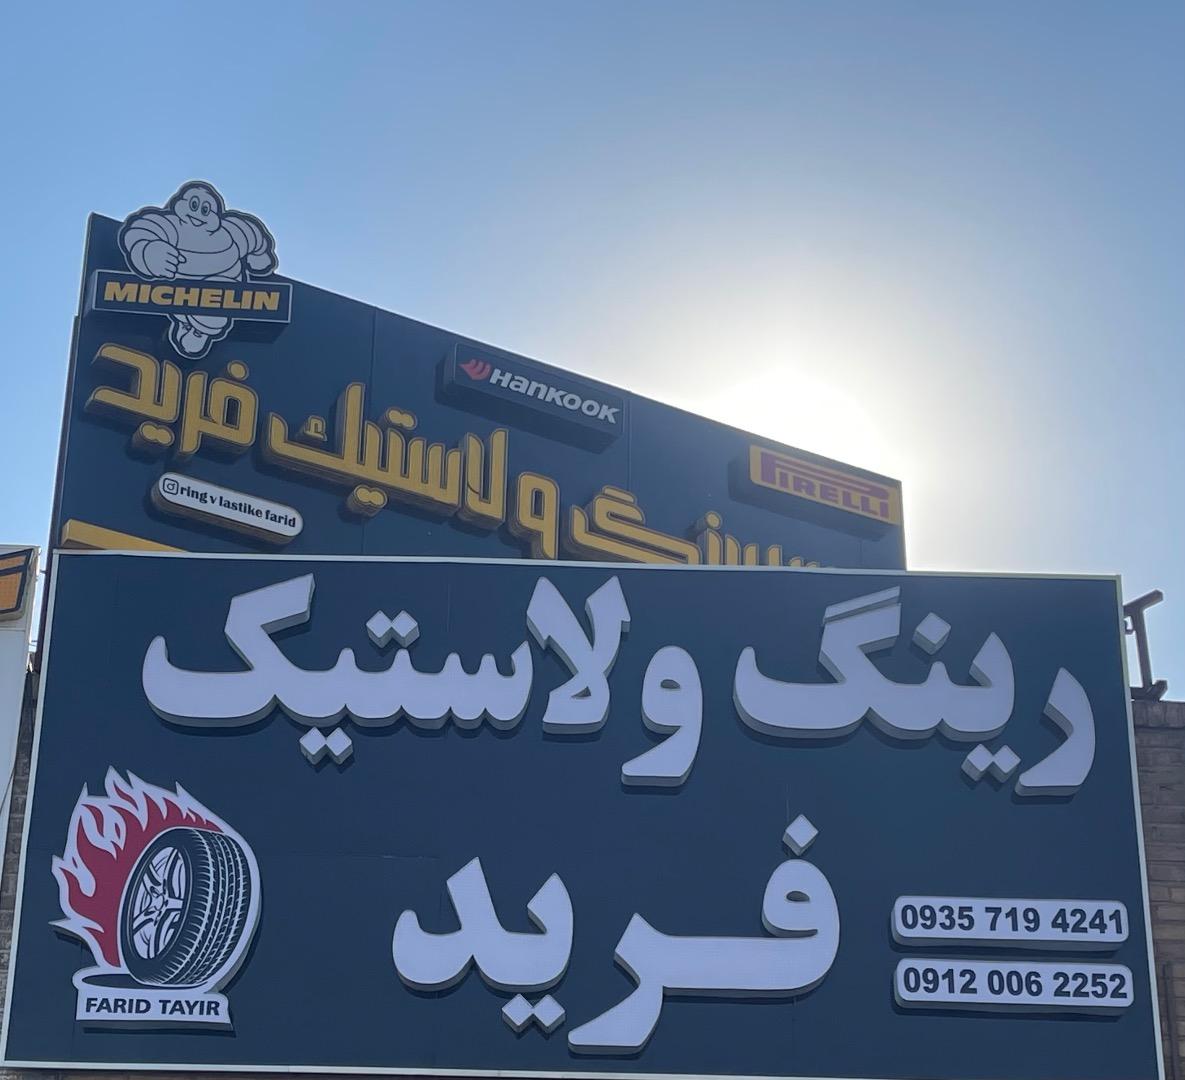 MICHELIN
HANKOOK
PIRELLI
رینگ و لاستیک فرید
ring v lastike farid
رینگ و لاستیک
فرید
0935 719 4241
0912 006 2252
FARID TAYIR